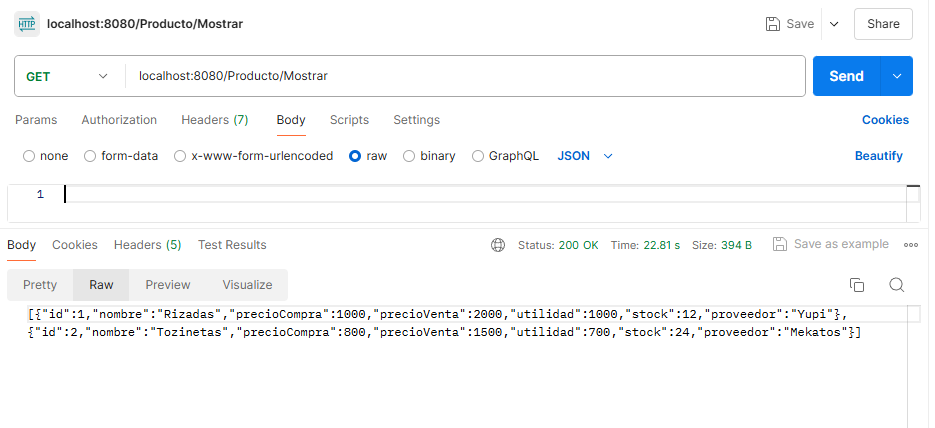 HTTP localhost:8080/Producto/Mostrar Save Share
GET localhost:8080/Producto/Mostrar Send
Params Authorization Headers (7) Body Scripts Settings Cookies
none form-data x-www-form-urlencoded raw binary GraphQL JSON Beautify
1
Body Cookies Headers (5) Test Results Status: 200 OK Time: 22.81 s Size: 394 B Save as example
Pretty Raw Preview Visualize
[{"id":1,"nombre":"Rizadas","precioCompra":1000,"precioVenta":2000,"utilidad":1000,"stock":12,"proveedor":"Yupi"},
{"id":2,"nombre":"Tozinetas","precioCompra":800,"precioVenta":1500,"utilidad":700,"stock":24,"proveedor":"Mekatos"}]